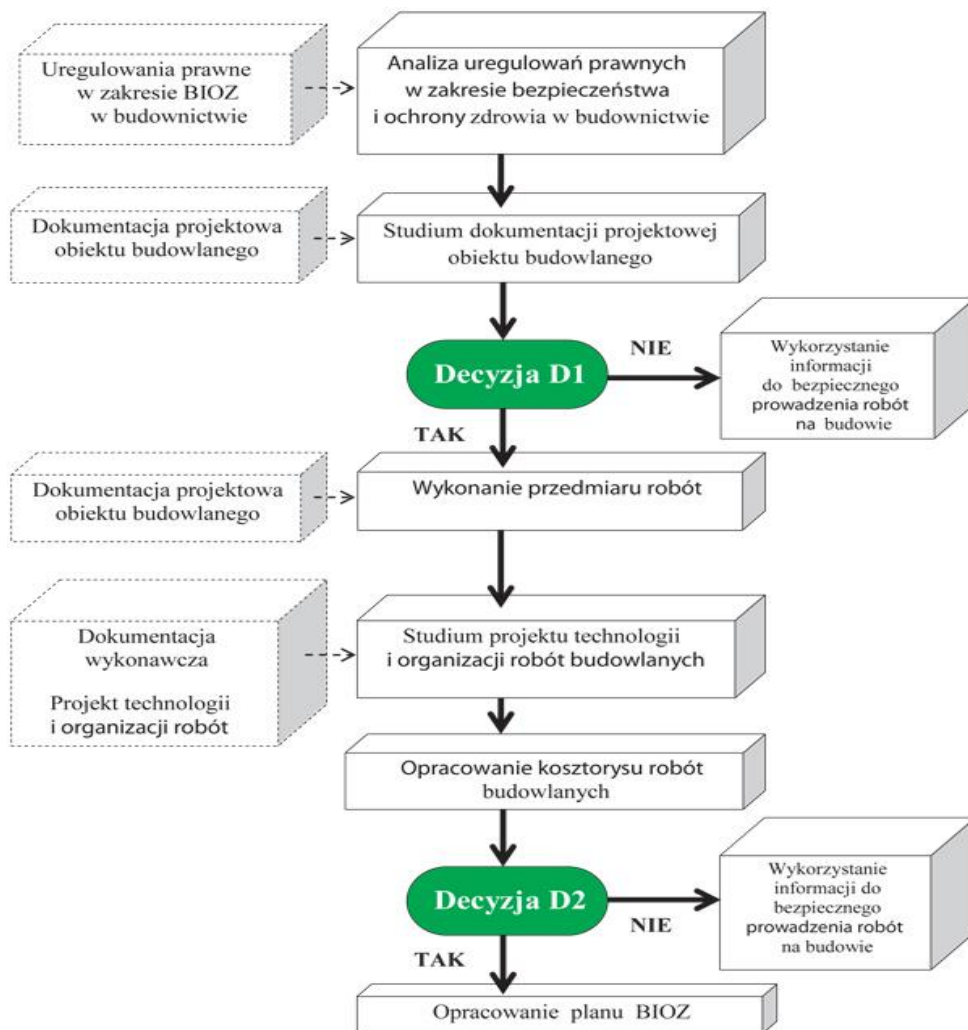 Uregulowania prawne
w zakresie BIOZ
w budownictwie
Analiza uregulowań prawnych
w zakresie bezpieczeństwa
i ochrony zdrowia w budownictwie
Dokumentacja projektowa
obiektu budowlanego
Studium dokumentacji projektowej
obiektu budowlanego
Decyzja D1
NIE
Wykorzystanie
informacji
do bezpiecznego
prowadzenia robót
na budowie
TAK
Dokumentacja projektowa
obiektu budowlanego
Wykonanie przedmiaru robót
Dokumentacja
wykonawcza
Projekt technologii
i organizacji robót
Studium projektu technologii
i organizacji robót budowlanych
Opracowanie kosztorysu robót
budowlanych
Decyzja D2
NIE
Wykorzystanie
informacji do
bezpiecznego
prowadzenia robót
na budowie
TAK
Opracowanie planu BIOZ